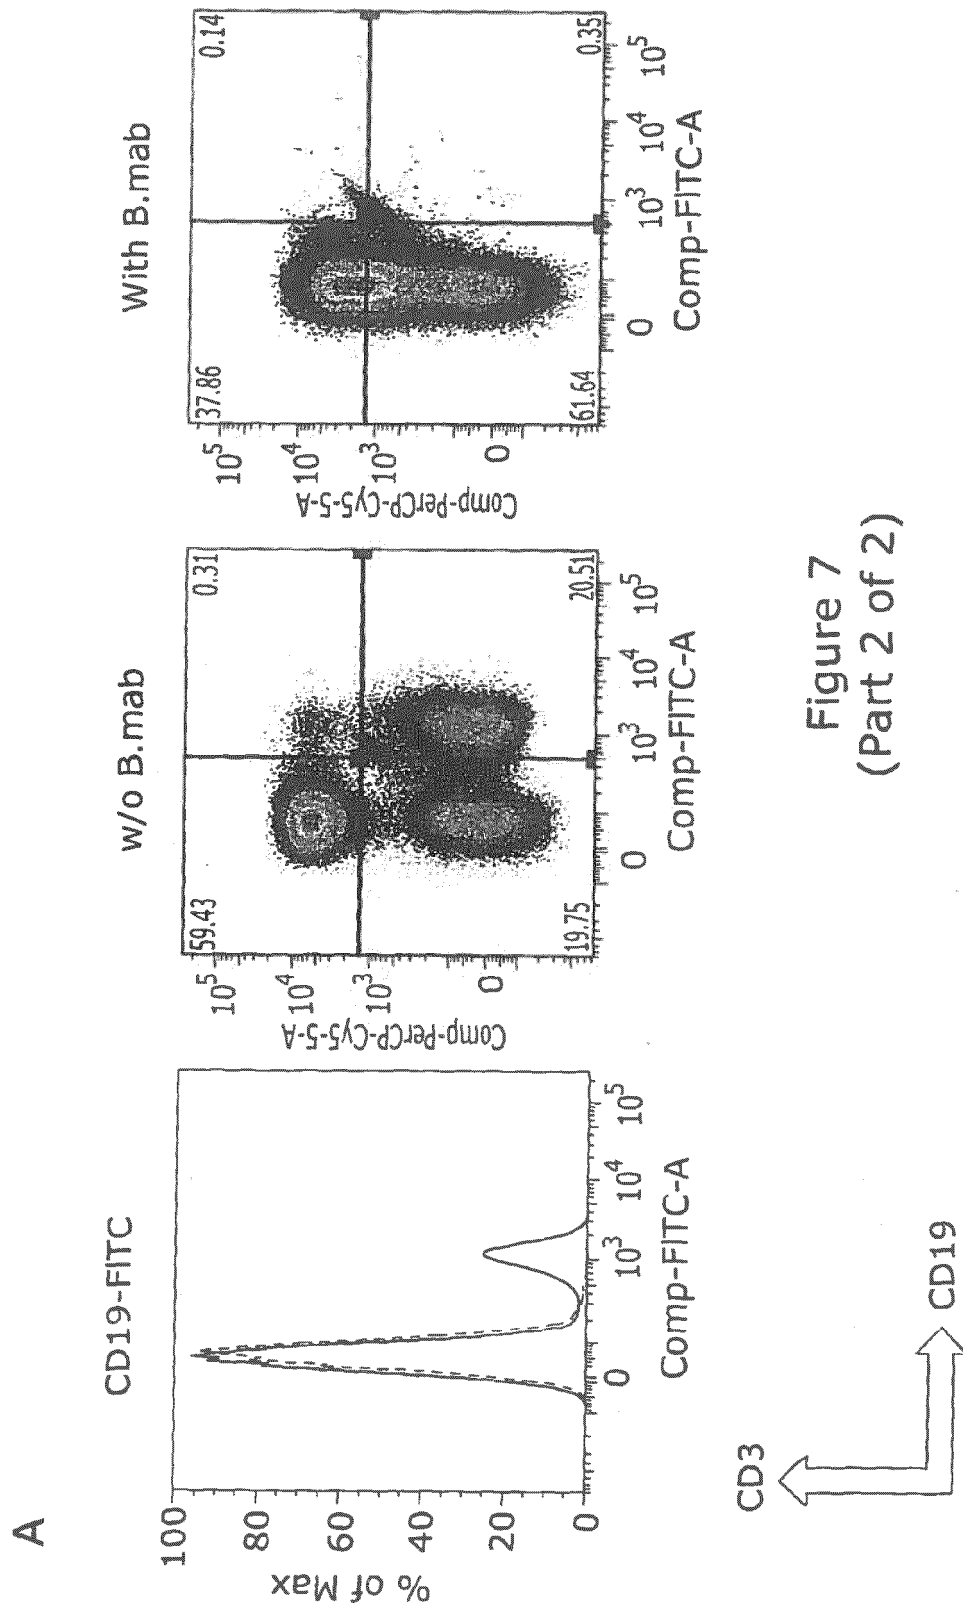 A
CD19-FITC
% of Max
100
80
60
40
20
0
0
10³
10⁴
10⁵
Comp-FITC-A
w/o B.mab
59.43
0.31
19.75
20.51
10⁵
10⁴
10³
0
Comp-PerCP-Cy5-5-A
0
10³
10⁴
10⁵
Comp-FITC-A
With B.mab
37.86
0.14
61.64
0.35
10⁵
10⁴
10³
0
Comp-PerCP-Cy5-5-A
0
10³
10⁴
10⁵
Comp-FITC-A
CD3
CD19
Figure 7
(Part 2 of 2)